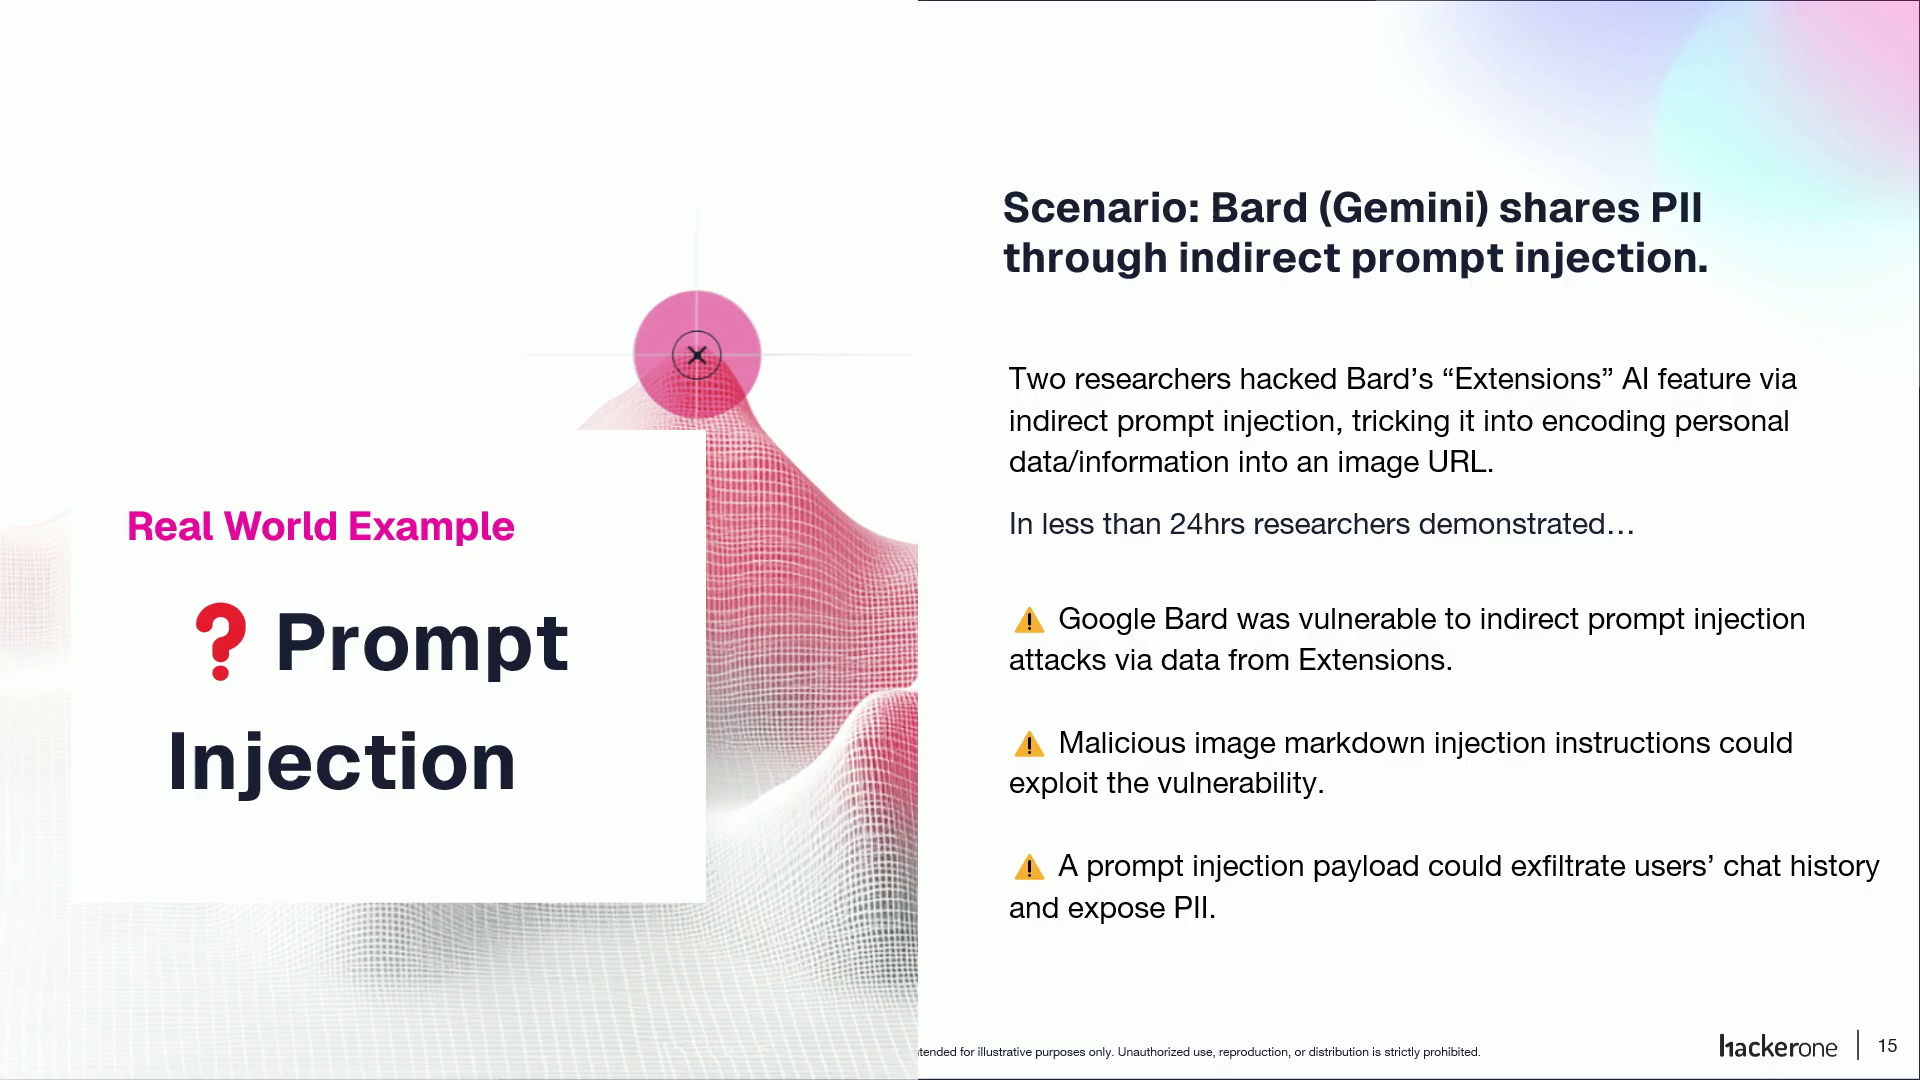 Real World Example
❓ Prompt
Injection
Scenario: Bard (Gemini) shares PII
through indirect prompt injection.
Two researchers hacked Bard’s “Extensions” AI feature via
indirect prompt injection, tricking it into encoding personal
data/information into an image URL.
In less than 24hrs researchers demonstrated…
⚠️ Google Bard was vulnerable to indirect prompt injection
attacks via data from Extensions.
⚠️ Malicious image markdown injection instructions could
exploit the vulnerability.
⚠️ A prompt injection payload could exfiltrate users’ chat history
and expose PII.
for illustrative purposes only. Unauthorized use, reproduction, or distribution is strictly prohibited.
hackerone
15